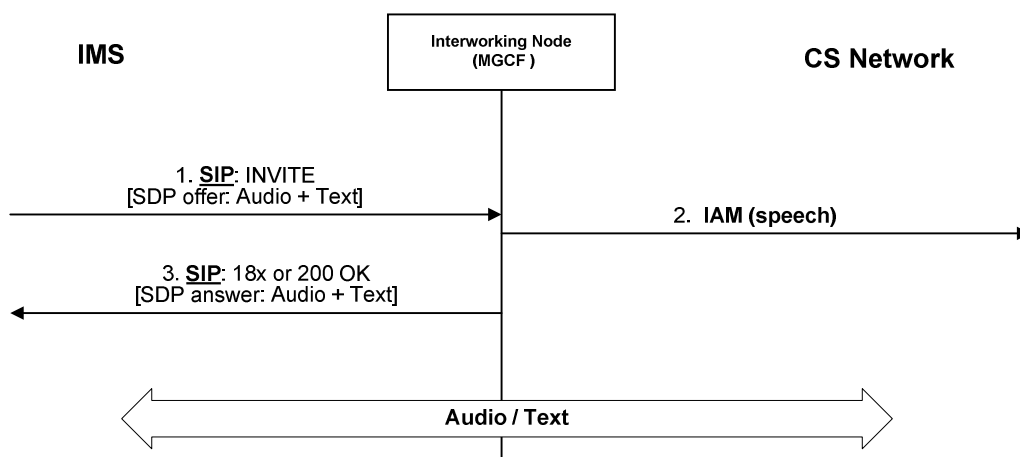 IMS
Interworking Node
(MGCF )
CS Network
1. SIP: INVITE
[SDP offer: Audio + Text]
2. IAM (speech)
3. SIP: 18x or 200 OK
[SDP answer: Audio + Text]
Audio / Text